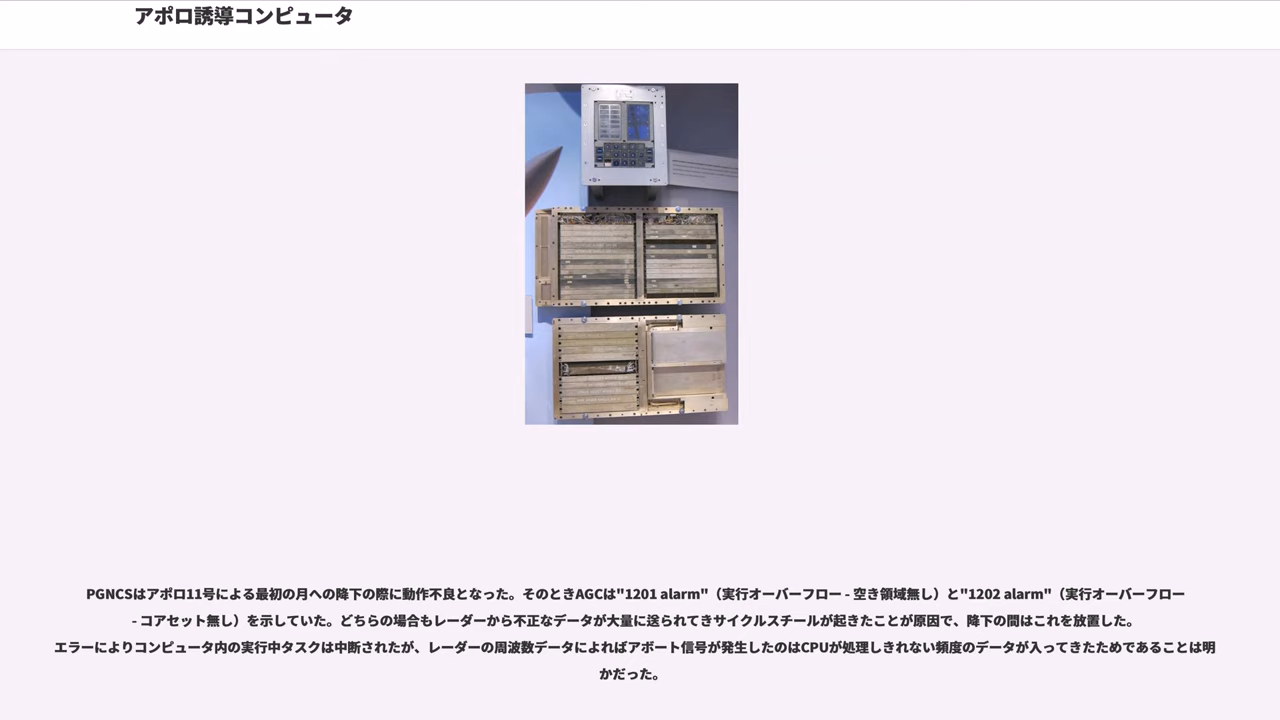 アポロ誘導コンピュータ
PGNCSはアポロ11号による最初の月への降下の際に動作不良となった。そのときAGCは"1201 alarm"（実行オーバーフロー - 空き領域無し）と"1202 alarm"（実行オーバーフロー
- コアセット無し）を示していた。どちらの場合もレーダーから不正なデータが大量に送られてきサイクルスチールが起きたことが原因で、降下の間はこれを放置した。
エラーによりコンピュータ内の実行中タスクは中断されたが、レーダーの周波数データによればアボート信号が発生したのはCPUが処理しきれない頻度のデータが入ってきたためであることは明
かだった。